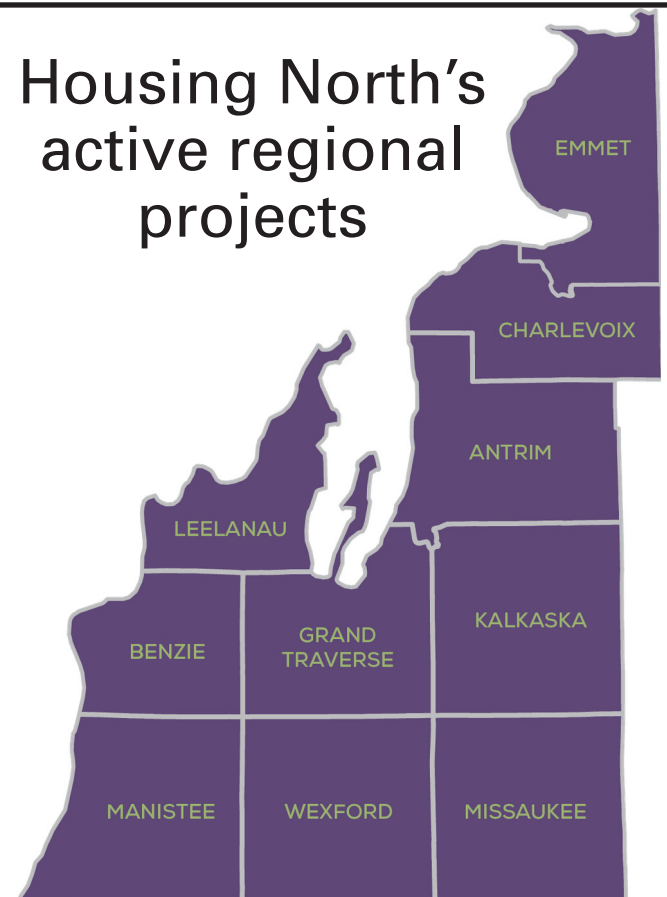 Housing North’s
active regional
projects
EMMET
CHARLEVOIX
ANTRIM
LEELANAU
KALKASKA
GRAND
TRAVERSE
BENZIE
MANISTEE
WEXFORD
MISSAUKEE